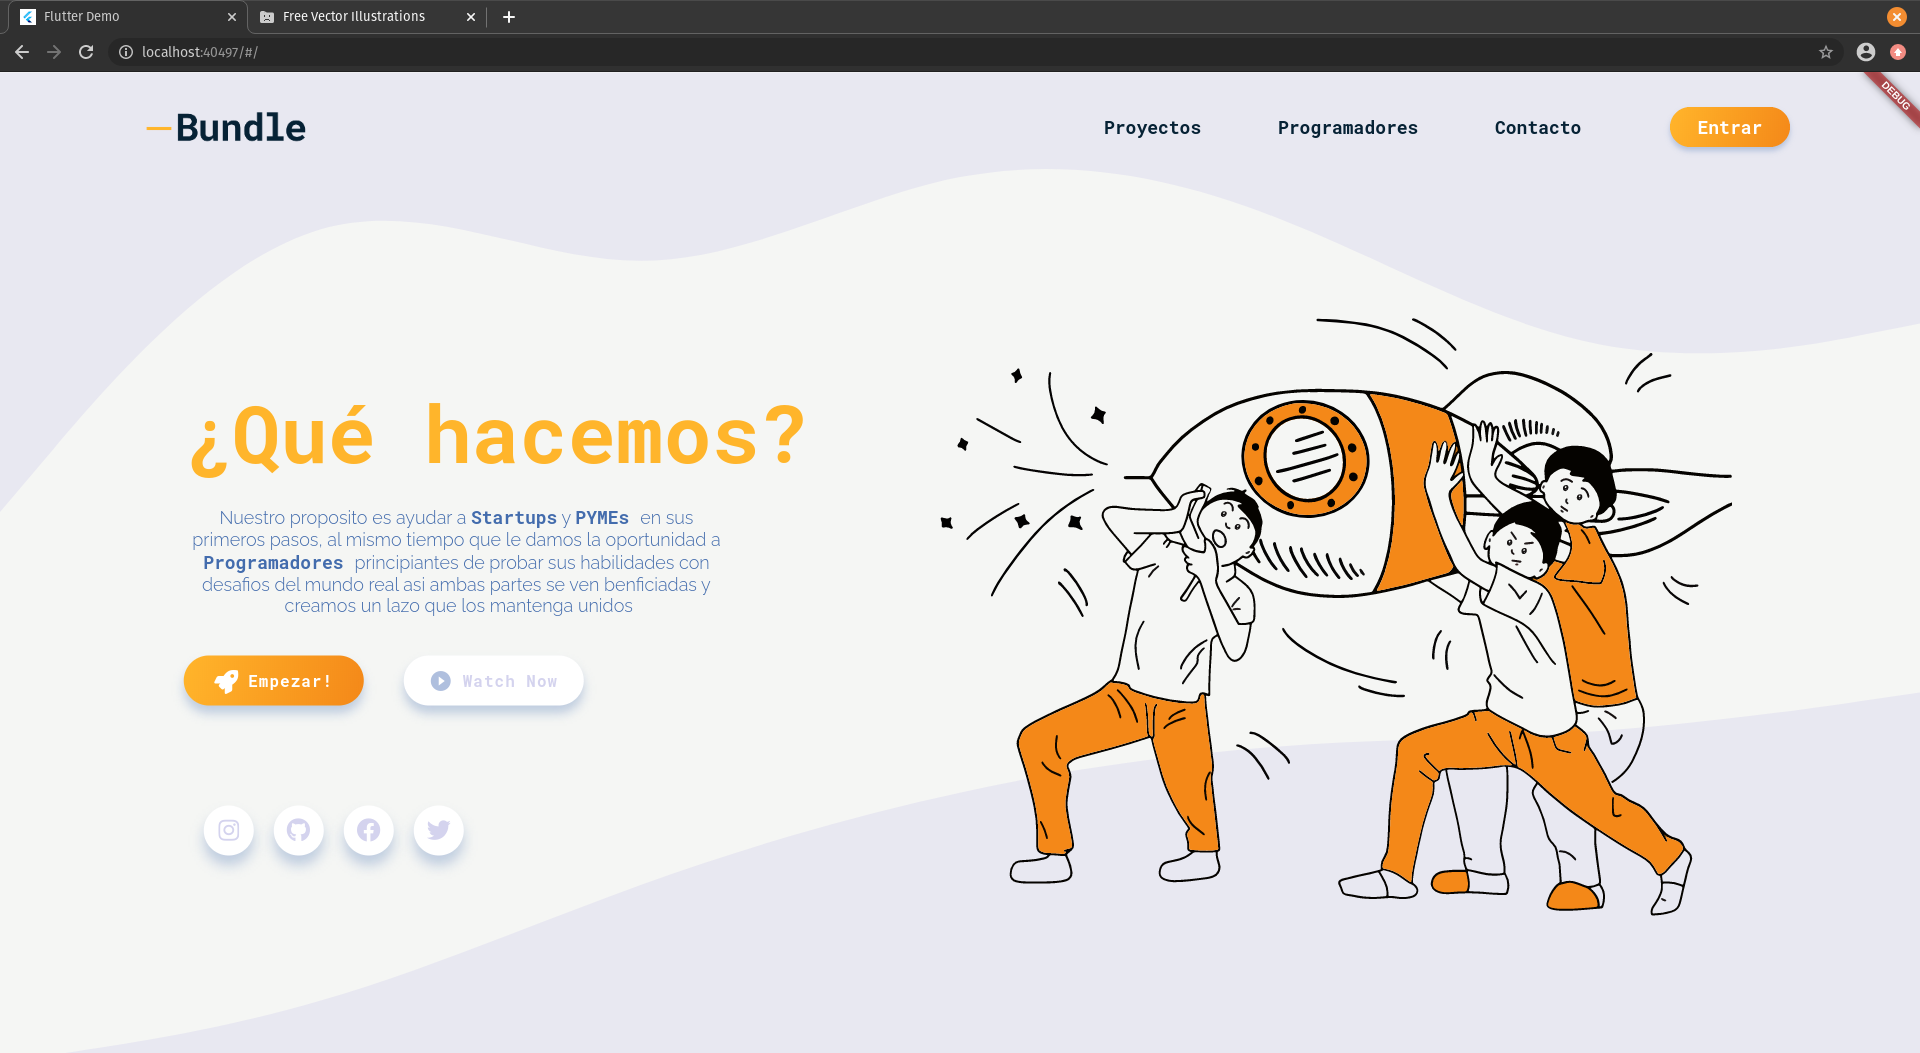 Flutter Demo
Free Vector Illustrations
localhost:40497/#/
DEBUG
Bundle
Proyectos
Programadores
Contacto
Entrar
¿Qué hacemos?
Nuestro proposito es ayudar a Startups y PYMEs en sus
primeros pasos, al mismo tiempo que le damos la oportunidad a
Programadores principiantes de probar sus habilidades con
desafios del mundo real asi ambas partes se ven benficiadas y
creamos un lazo que los mantenga unidos
Empezar!
Watch Now